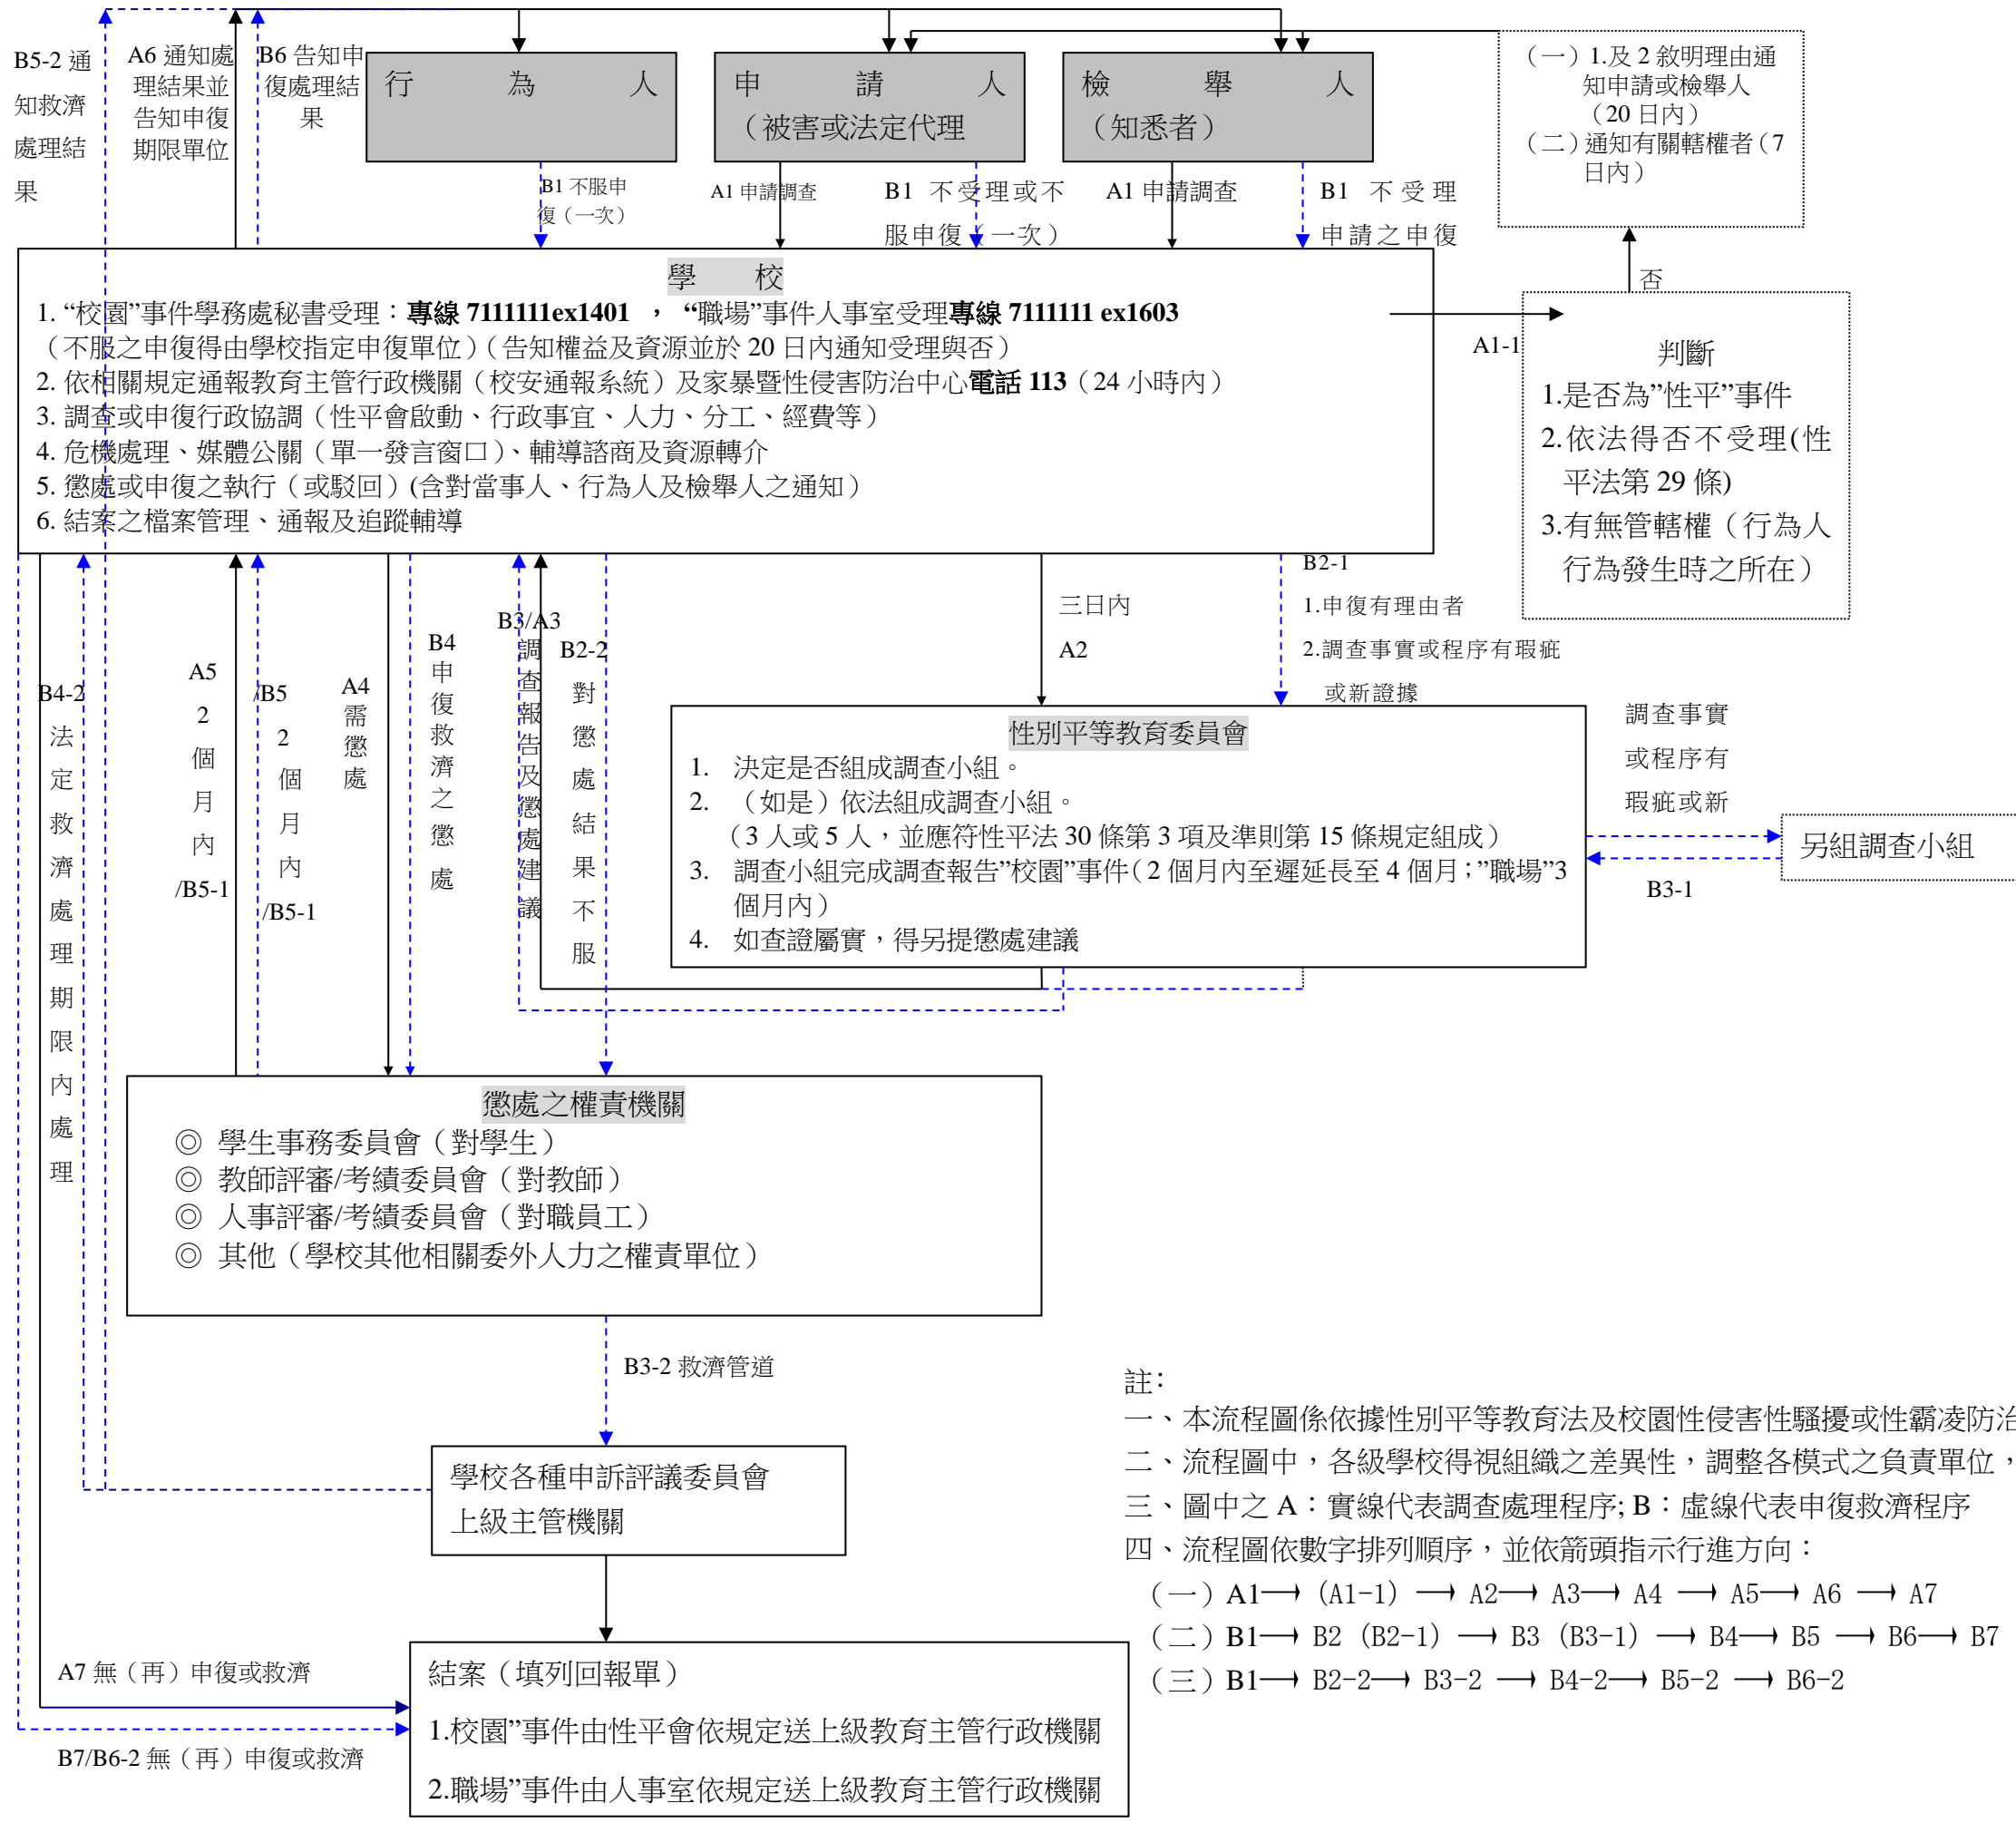 B5-2 通
知救濟
處理結
果
A6 通知處
理結果並
告知申復
期限單位
B6 告知申
復處理結
果
行 為 人
申 請 人
（被害或法定代理
檢 舉 人
（知悉者）
（一）1.及 2 敘明理由通
知申請或檢舉人
（20 日內）
（二）通知有關轄權者（7
日內）
B1 不服申
復（一次）
A1 申請調查
B1 不受理或不
服申復（一次）
A1 申請調查
B1 不受理
申請之申復
否
學 校
1. “校園”事件學務處秘書受理：專線 7111111ex1401 ， “職場”事件人事室受理專線 7111111 ex1603
（不服之申復得由學校指定申復單位）（告知權益及資源並於 20 日內通知受理與否）
2. 依相關規定通報教育主管行政機關（校安通報系統）及家暴暨性侵害防治中心電話 113（24 小時內）
3. 調查或申復行政協調（性平會啟動、行政事宜、人力、分工、經費等）
4. 危機處理、媒體公關（單一發言窗口）、輔導諮商及資源轉介
5. 懲處或申復之執行（或駁回）(含對當事人、行為人及檢舉人之通知）
6. 結案之檔案管理、通報及追蹤輔導
A1-1
判斷
1.是否為”性平”事件
2.依法得否不受理(性
平法第 29 條)
3.有無管轄權（行為人
行為發生時之所在）
B4-2
法定救濟處理期限內處理
A5
2
個月內
/B5-1
/B5
2
個月內
/B5-1
A4
需懲處
B4
申復救濟之懲處
B3/A3
調查報告及懲處建議
B2-2
對懲處結果不服
三日內
A2
B2-1
1.申復有理由者
2.調查事實或程序有瑕疵
或新證據
性別平等教育委員會
1. 決定是否組成調查小組。
2. （如是）依法組成調查小組。
（3 人或 5 人，並應符性平法 30 條第 3 項及準則第 15 條規定組成）
3. 調查小組完成調查報告”校園”事件（2 個月內至遲延長至 4 個月；”職場”3
個月內）
4. 如查證屬實，得另提懲處建議
調查事實
或程序有
瑕疵或新
另組調查小組
B3-1
懲處之權責機關
◎ 學生事務委員會（對學生）
◎ 教師評審/考績委員會（對教師）
◎ 人事評審/考績委員會（對職員工）
◎ 其他（學校其他相關委外人力之權責單位）
B3-2 救濟管道
學校各種申訴評議委員會
上級主管機關
註：
一、本流程圖係依據性別平等教育法及校園性侵害性騷擾或性霸凌防治
二、流程圖中，各級學校得視組織之差異性，調整各模式之負責單位，
三、圖中之 A：實線代表調查處理程序; B：虛線代表申復救濟程序
四、流程圖依數字排列順序，並依箭頭指示行進方向：
（一）A1→ (A1-1) → A2→ A3→ A4 → A5→ A6 → A7
（二）B1→ B2 (B2-1) → B3 (B3-1) → B4→ B5 → B6→ B7
（三）B1→ B2-2→ B3-2 → B4-2→ B5-2 → B6-2
A7 無（再）申復或救濟
B7/B6-2 無（再）申復或救濟
結案（填列回報單）
1.校園”事件由性平會依規定送上級教育主管行政機關
2.職場”事件由人事室依規定送上級教育主管行政機關